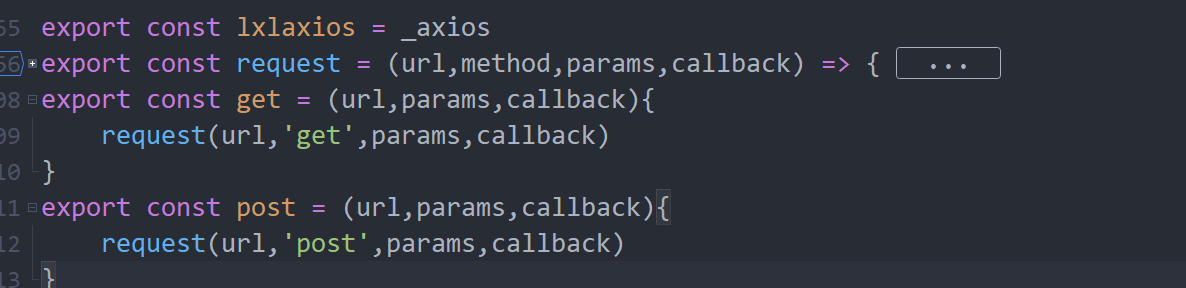 55 export const lxlaxios = _axios
56 export const request = (url,method,params,callback) => { ...
98 export const get = (url,params,callback){
99 request(url,'get',params,callback)
10 }
11 export const post = (url,params,callback){
12 request(url,'post',params,callback)
13 }